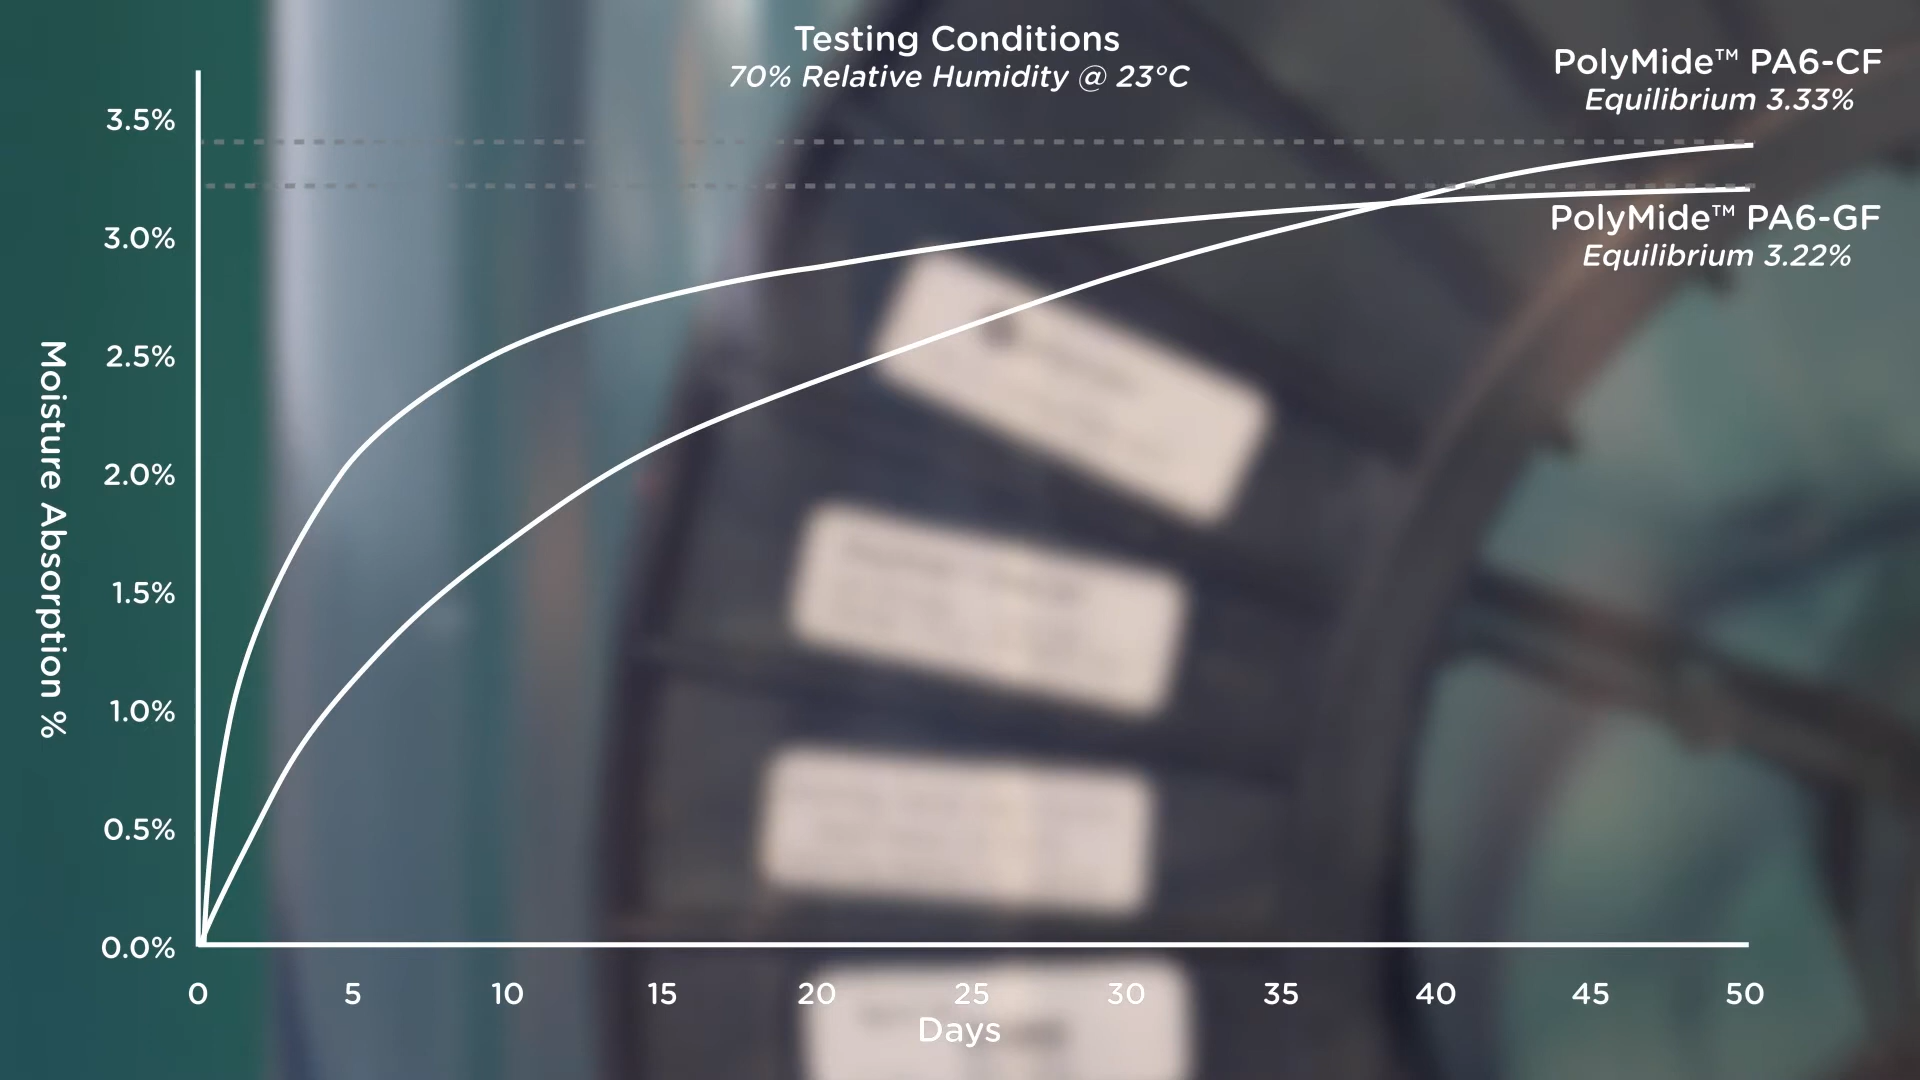 Testing Conditions
70% Relative Humidity @ 23°C
PolyMide™ PA6-CF
Equilibrium 3.33%
PolyMide™ PA6-GF
Equilibrium 3.22%
Moisture Absorption %
3.5%
3.0%
2.5%
2.0%
1.5%
1.0%
0.5%
0.0%
0 5 10 15 20 25 30 35 40 45 50
Days